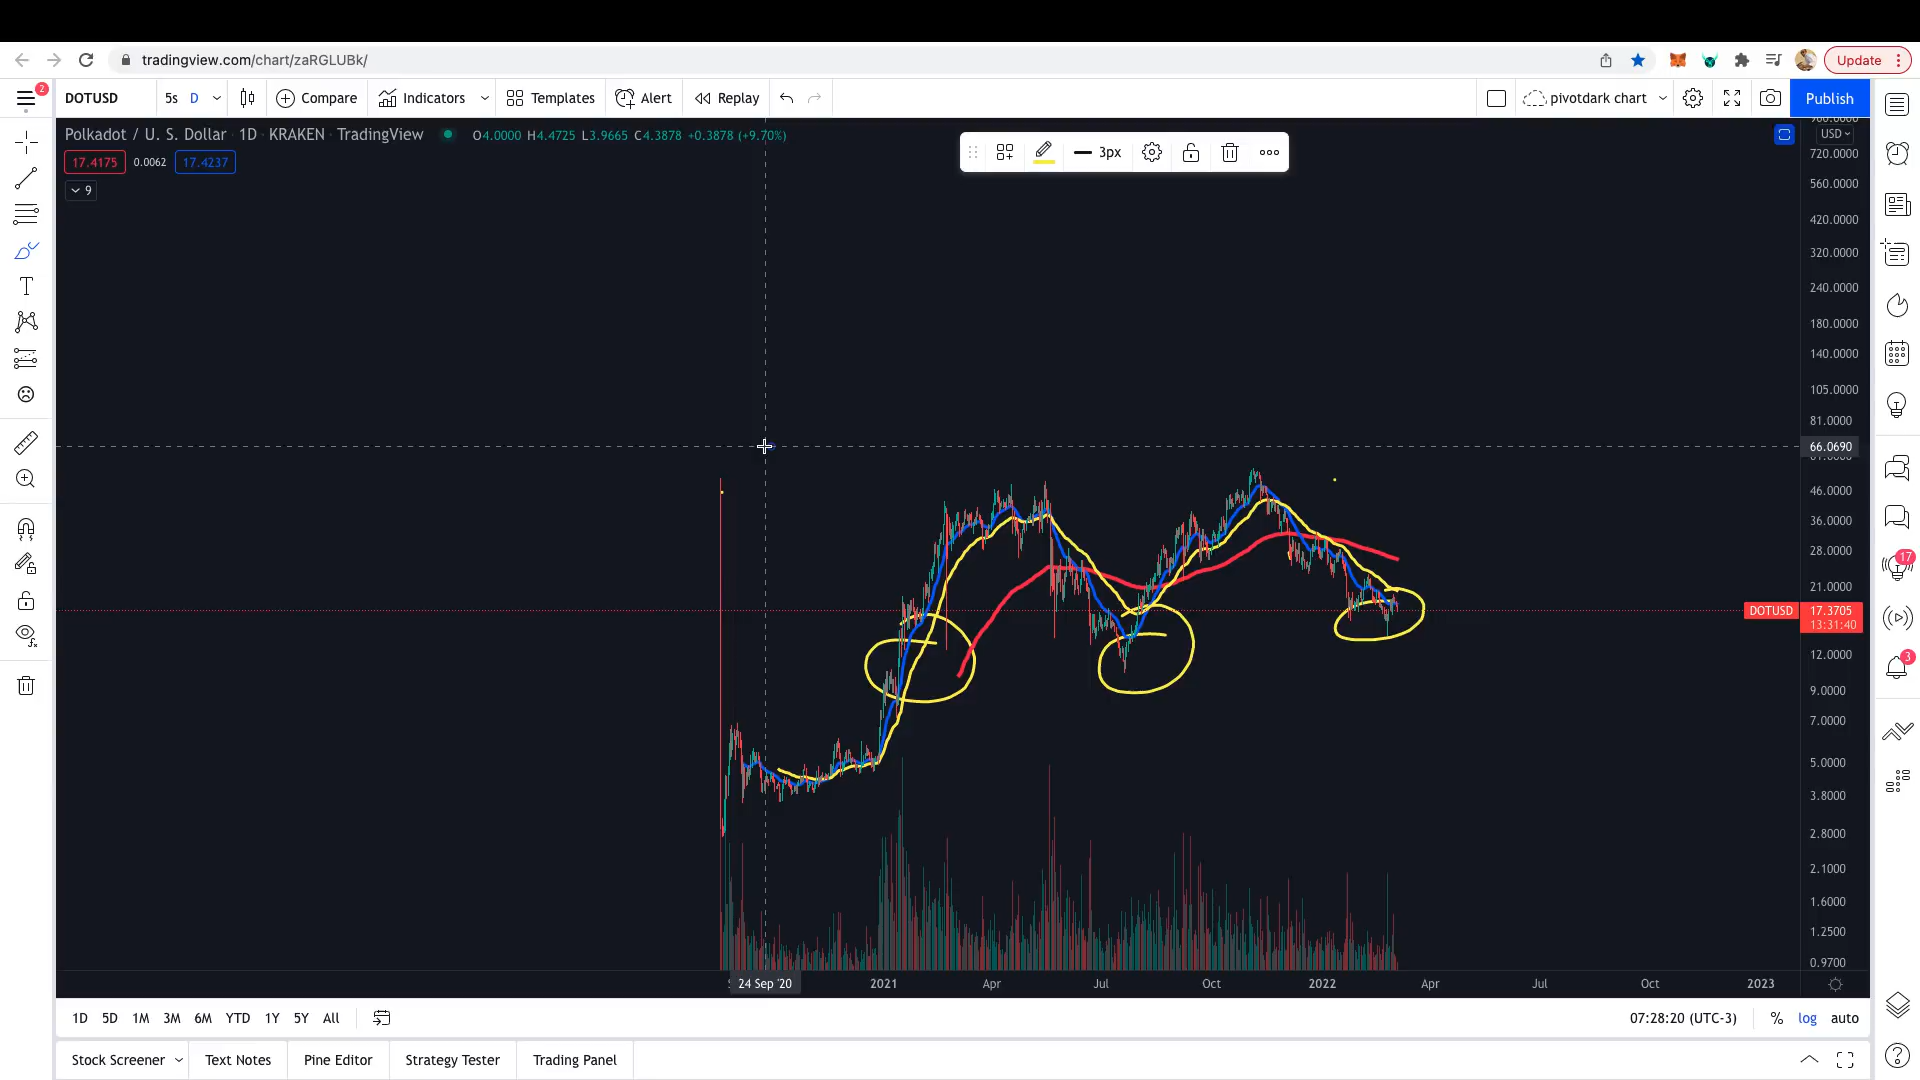 tradingview.com/chart/zaRGLUBk/
Update
2
DOTUSD
5s D
Compare
Indicators
Templates
Alert
Replay
pivotdark chart
Publish
Polkadot / U. S. Dollar · 1D · KRAKEN · TradingView
O4.0000 H4.4725 L3.9665 C4.3878 +0.3878 (+9.70%)
17.4175 0.0062 17.4237
9
3px
USD
720.0000
560.0000
420.0000
320.0000
240.0000
180.0000
140.0000
105.0000
81.0000
66.0690
46.0000
36.0000
28.0000
21.0000
DOTUSD 17.3705
13:31:40
12.0000
9.0000
7.0000
5.0000
3.8000
2.8000
2.1000
1.6000
1.2500
0.9700
17
3
24 Sep '20 2021 Apr Jul Oct 2022 Apr Jul Oct 2023
1D 5D 1M 3M 6M YTD 1Y 5Y All
07:28:20 (UTC-3) % log auto
Stock Screener Text Notes Pine Editor Strategy Tester Trading Panel